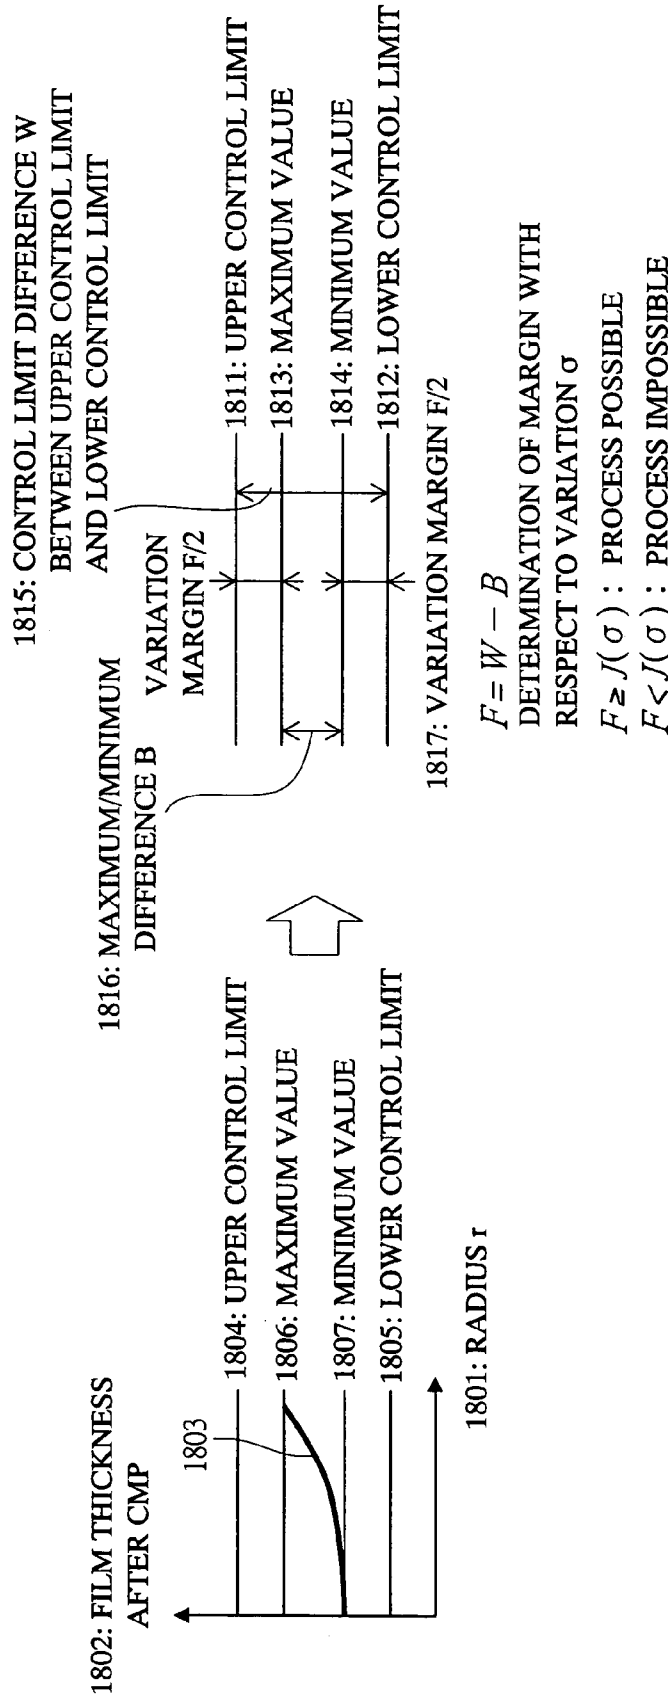 1802: FILM THICKNESS
AFTER CMP
1803
1804: UPPER CONTROL LIMIT
1806: MAXIMUM VALUE
1807: MINIMUM VALUE
1805: LOWER CONTROL LIMIT
1801: RADIUS r
1815: CONTROL LIMIT DIFFERENCE W
BETWEEN UPPER CONTROL LIMIT
AND LOWER CONTROL LIMIT
1816: MAXIMUM/MINIMUM
DIFFERENCE B
VARIATION
MARGIN F/2
1811: UPPER CONTROL LIMIT
1813: MAXIMUM VALUE
1814: MINIMUM VALUE
1812: LOWER CONTROL LIMIT
1817: VARIATION MARGIN F/2
F = W − B
DETERMINATION OF MARGIN WITH
RESPECT TO VARIATION σ
F ≥ J(σ) : PROCESS POSSIBLE
F < J(σ) : PROCESS IMPOSSIBLE